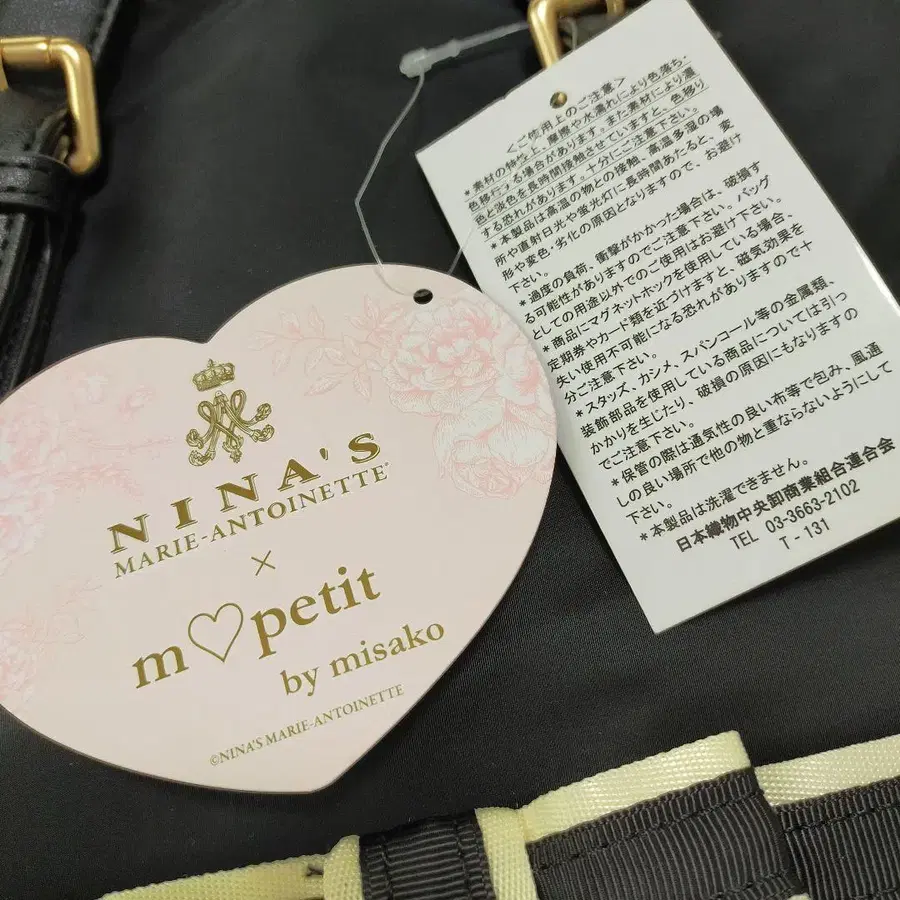 NINA'S
MARIE-ANTOINETTE®
×
m♡petit
by misako
©NINA'S MARIE-ANTOINETTE
＜ご使用上のご注意＞
*素材の特性上、摩擦や水濡れにより色落ち・
色移行する場合があります。また素材により濃
色と淡色を長時間接触させていますと、色移り
する恐れがあります。十分にご注意下さい。
*本製品は高温の物との接触、高温多湿の場
所や直射日光や蛍光灯に長時間あたると、変
形や変色・劣化の原因となりますので、お避け
下さい。
*過度の負荷、衝撃がかかった場合は、破損す
る可能性がありますのでご注意下さい。バッグ
としての用途以外でのご使用はお避け下さい。
*商品にマグネットホックを使用している場合、
定期券やカード類を近づけますと、磁気効果を
失い使用不可能になる恐れがありますので十
分ご注意下さい。
*スタッズ、カシメ、スパンコール等の金属類、
装飾部品を使用している商品については引っ
かかりを生じたり、破損の原因にもなりますの
でご注意下さい。
*保管の際は通気性の良い布等で包み、風通
しの良い場所で他の物と重ならないようにして
下さい。
*本製品は洗濯できません。
日本織物中央卸商業組合連合会
TEL 03-3663-2102
T-131